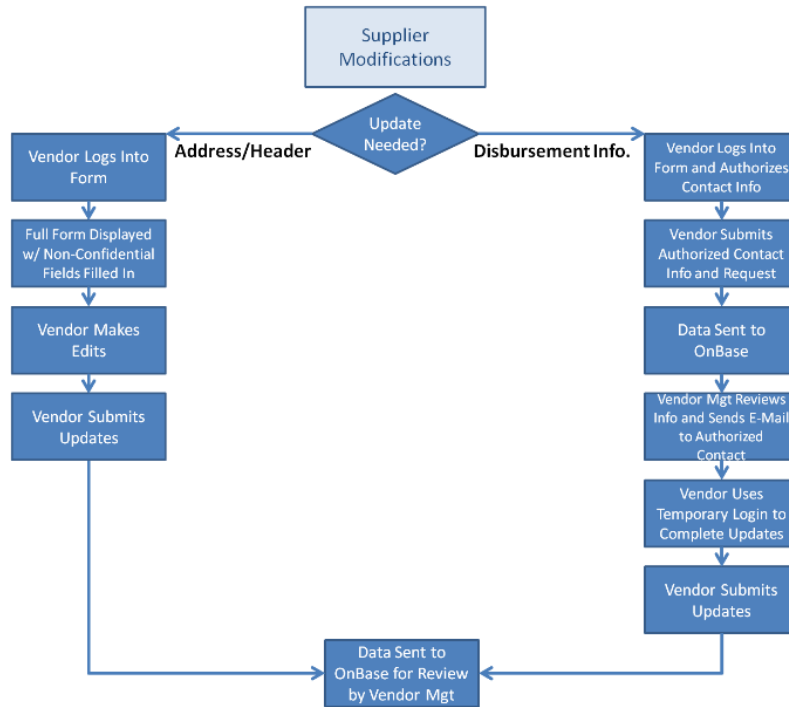 Supplier
Modifications
Update
Needed?
Address/Header
Disbursement Info.
Vendor Logs Into
Form
Full Form Displayed
w/ Non-Confidential
Fields Filled In
Vendor Makes
Edits
Vendor Submits
Updates
Vendor Logs Into
Form and Authorizes
Contact Info
Vendor Submits
Authorized Contact
Info and Request
Data Sent to
OnBase
Vendor Mgt Reviews
Info and Sends E-Mail
to Authorized
Contact
Vendor Uses
Temporary Login to
Complete Updates
Vendor Submits
Updates
Data Sent to
OnBase for Review
by Vendor Mgt